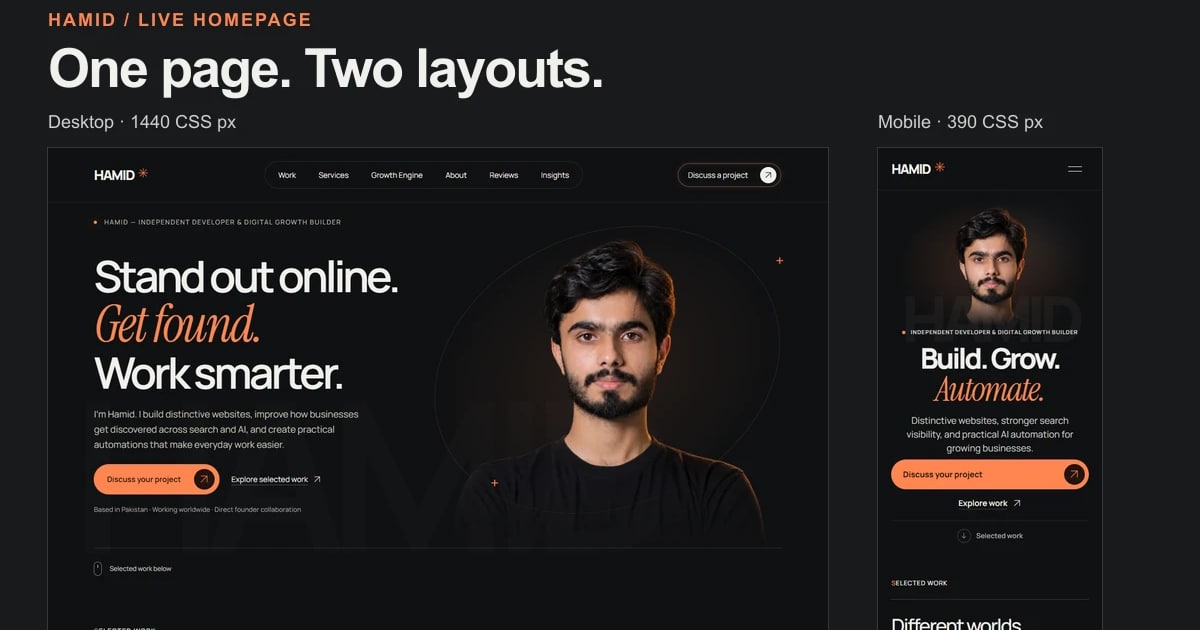 HAMID / LIVE HOMEPAGE
One page. Two layouts.
Desktop · 1440 CSS px
HAMID
Work Services Growth Engine About Reviews Insights
Discuss a project
HAMID — INDEPENDENT DEVELOPER & DIGITAL GROWTH BUILDER
Stand out online.
Get found.
Work smarter.
I'm Hamid. I build distinctive websites, improve how businesses
get discovered across search and AI, and create practical
automations that make everyday work easier.
Discuss your project
Explore selected work
Based in Pakistan · Working worldwide · Direct founder collaboration
HAMID
Selected work below
SELECTED WORK
Mobile · 390 CSS px
HAMID
HAMID
INDEPENDENT DEVELOPER & DIGITAL GROWTH BUILDER
Build. Grow.
Automate.
Distinctive websites, stronger search
visibility, and practical AI automation for
growing businesses.
Discuss your project
Explore work
Selected work
SELECTED WORK
Different worlds